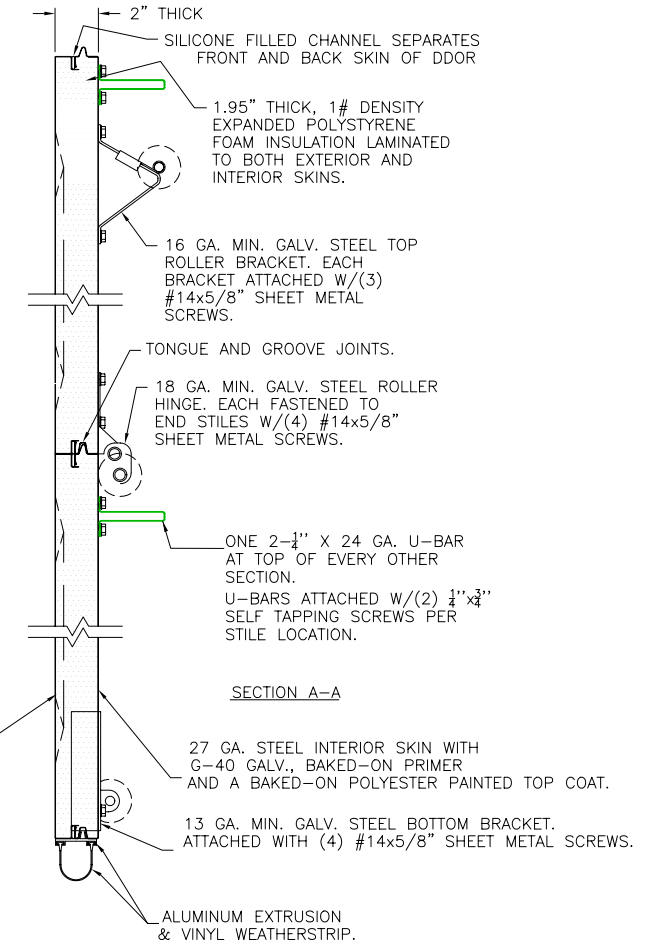 2" THICK
SILICONE FILLED CHANNEL SEPARATES
FRONT AND BACK SKIN OF DDOR
1.95" THICK, 1# DENSITY
EXPANDED POLYSTYRENE
FOAM INSULATION LAMINATED
TO BOTH EXTERIOR AND
INTERIOR SKINS.
16 GA. MIN. GALV. STEEL TOP
ROLLER BRACKET. EACH
BRACKET ATTACHED W/(3)
#14x5/8" SHEET METAL
SCREWS.
TONGUE AND GROOVE JOINTS.
18 GA. MIN. GALV. STEEL ROLLER
HINGE. EACH FASTENED TO
END STILES W/(4) #14x5/8"
SHEET METAL SCREWS.
ONE 2-1/4'' X 24 GA. U-BAR
AT TOP OF EVERY OTHER
SECTION.
U-BARS ATTACHED W/(2) 1/4''x3/4''
SELF TAPPING SCREWS PER
STILE LOCATION.
SECTION A-A
27 GA. STEEL INTERIOR SKIN WITH
G-40 GALV., BAKED-ON PRIMER
AND A BAKED-ON POLYESTER PAINTED TOP COAT.
13 GA. MIN. GALV. STEEL BOTTOM BRACKET.
ATTACHED WITH (4) #14x5/8" SHEET METAL SCREWS.
ALUMINUM EXTRUSION
& VINYL WEATHERSTRIP.